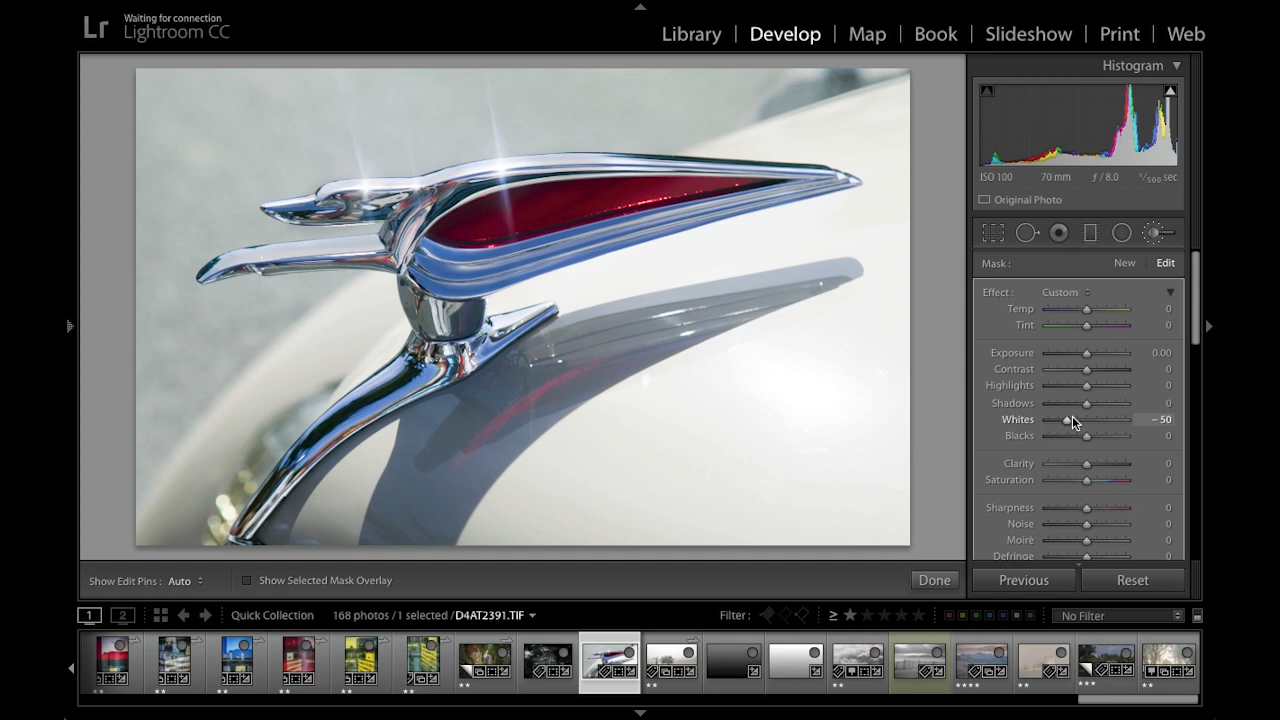 Lr
Waiting for connection
Lightroom CC
Library | Develop | Map | Book | Slideshow | Print | Web
Histogram
ISO 100 70 mm ƒ / 8.0 1/500 sec
Original Photo
Mask : New Edit
Effect : Custom
Temp 0
Tint 0
Exposure 0.00
Contrast 0
Highlights 0
Shadows 0
Whites – 50
Blacks 0
Clarity 0
Saturation 0
Sharpness 0
Noise 0
Moiré 0
Defringe 0
Show Edit Pins : Auto
Show Selected Mask Overlay
Done
Previous
Reset
1 2 Quick Collection 168 photos / 1 selected / D4AT2391.TIF
Filter : ≥ No Filter